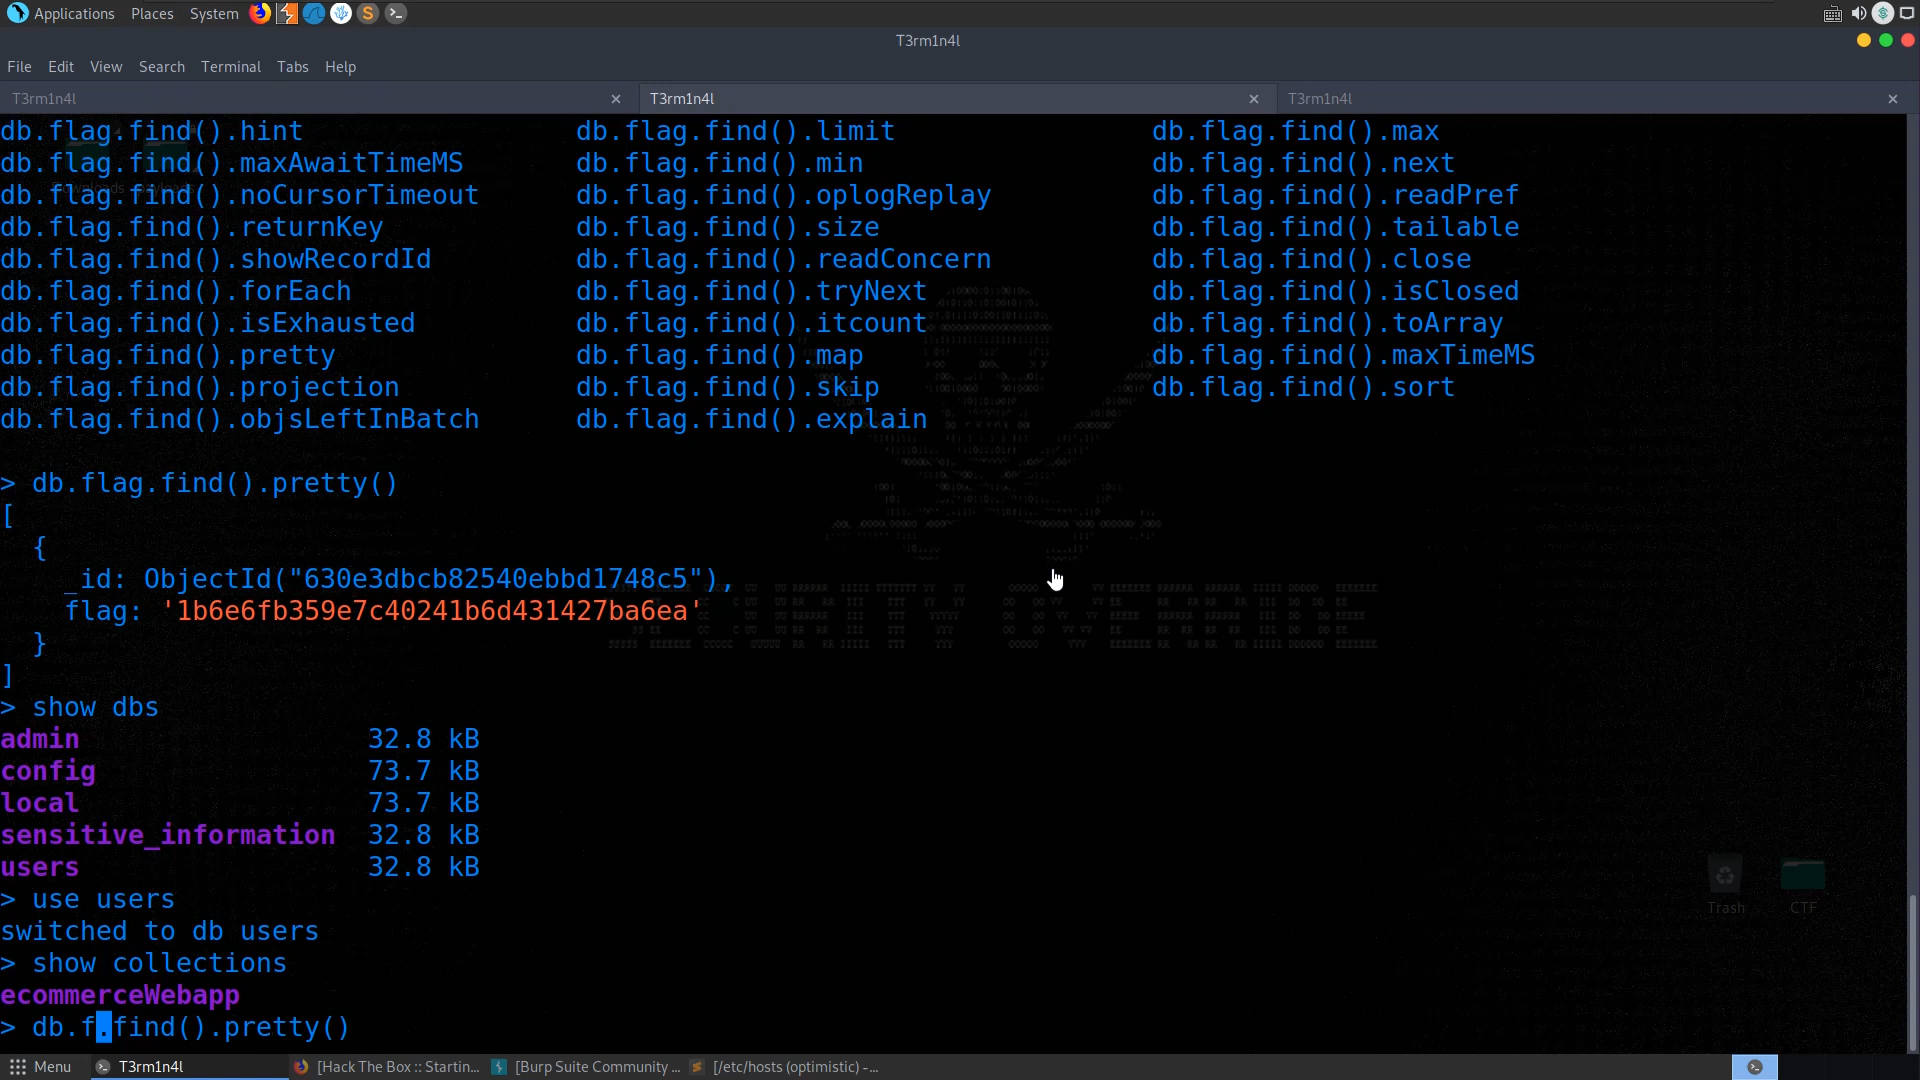 Applications Places System
T3rm1n4l
File Edit View Search Terminal Tabs Help
T3rm1n4l × T3rm1n4l × T3rm1n4l ×
db.flag.find().hint db.flag.find().limit db.flag.find().max
db.flag.find().maxAwaitTimeMS db.flag.find().min db.flag.find().next
db.flag.find().noCursorTimeout db.flag.find().oplogReplay db.flag.find().readPref
db.flag.find().returnKey db.flag.find().size db.flag.find().tailable
db.flag.find().showRecordId db.flag.find().readConcern db.flag.find().close
db.flag.find().forEach db.flag.find().tryNext db.flag.find().isClosed
db.flag.find().isExhausted db.flag.find().itcount db.flag.find().toArray
db.flag.find().pretty db.flag.find().map db.flag.find().maxTimeMS
db.flag.find().projection db.flag.find().skip db.flag.find().sort
db.flag.find().objsLeftInBatch db.flag.find().explain
> db.flag.find().pretty()
[
{
_id: ObjectId("630e3dbcb82540ebbd1748c5"),
flag: '1b6e6fb359e7c40241b6d431427ba6ea'
}
]
> show dbs
admin 32.8 kB
config 73.7 kB
local 73.7 kB
sensitive_information 32.8 kB
users 32.8 kB
> use users
switched to db users
> show collections
ecommerceWebapp
> db.f.find().pretty()
Trash CTF
Menu T3rm1n4l [Hack The Box :: Startin... [Burp Suite Community ... [/etc/hosts (optimistic) -...